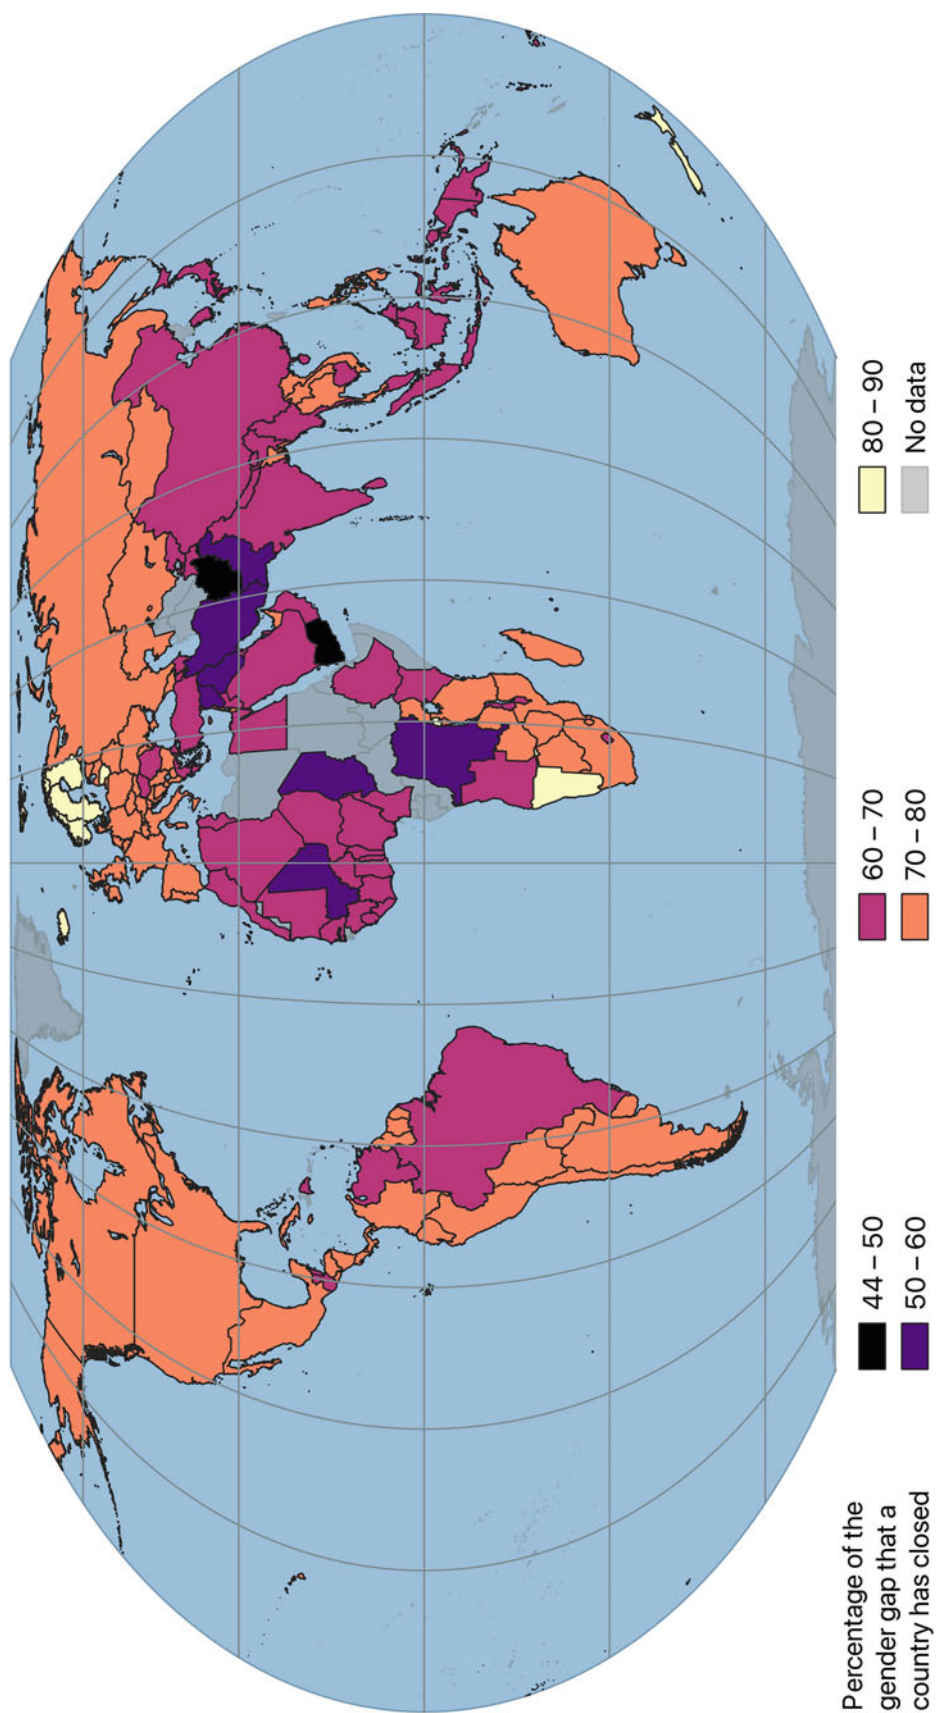 Percentage of the
gender gap that a
country has closed
44 – 50
50 – 60
60 – 70
70 – 80
80 – 90
No data